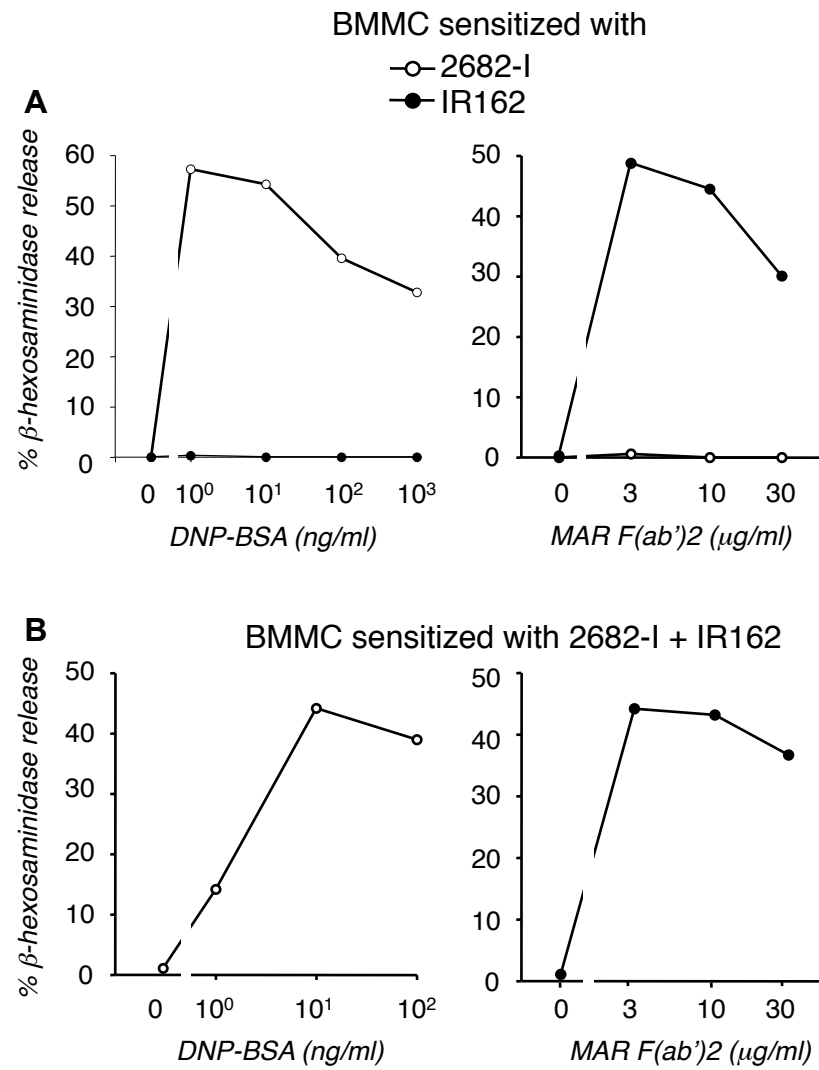 BMMC sensitized with
2682-I
IR162
A
% β-hexosaminidase release
60
50
40
30
20
10
0
0 10⁰ 10¹ 10² 10³
DNP-BSA (ng/ml)
50
40
30
20
10
0
0 3 10 30
MAR F(ab')2 (μg/ml)
B
BMMC sensitized with 2682-I + IR162
% β-hexosaminidase release
50
40
30
20
10
0
0 10⁰ 10¹ 10²
DNP-BSA (ng/ml)
50
40
30
20
10
0
0 3 10 30
MAR F(ab')2 (μg/ml)